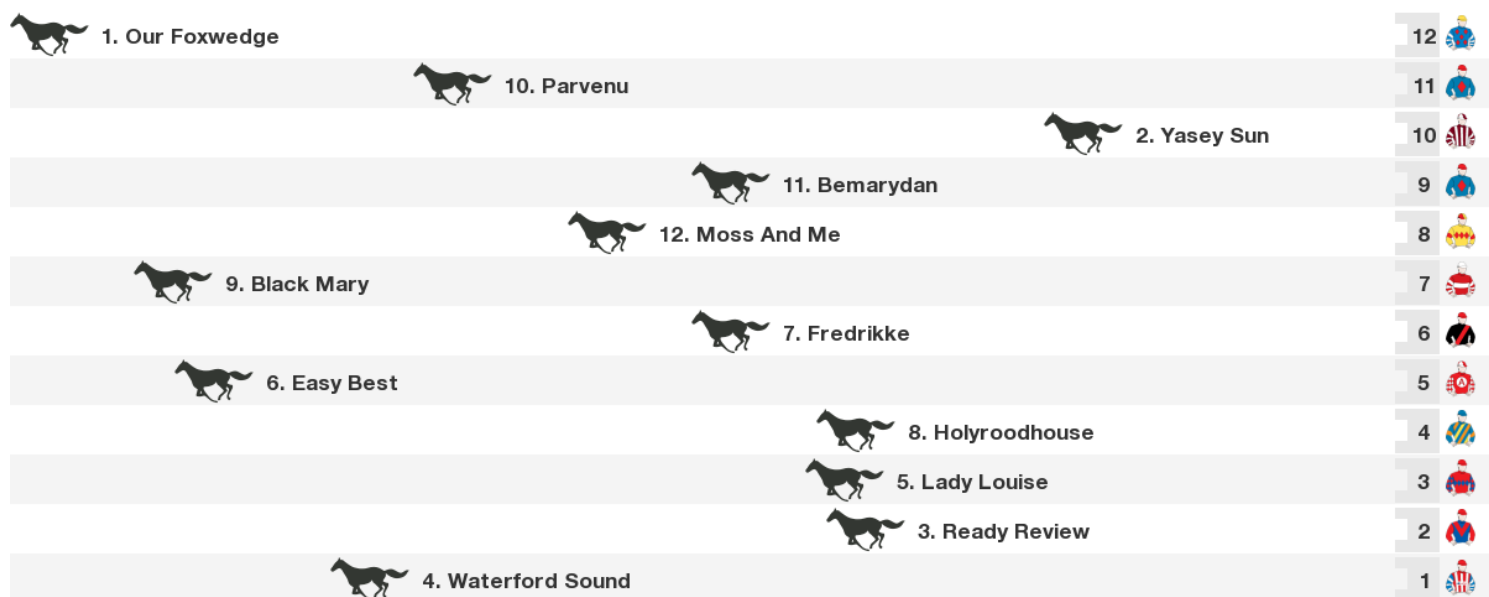 1. Our Foxwedge 12
10. Parvenu 11
2. Yasey Sun 10
11. Bemarydan 9
12. Moss And Me 8
9. Black Mary 7
7. Fredrikke 6
6. Easy Best 5
A
8. Holyroodhouse 4
5. Lady Louise 3
3. Ready Review 2
4. Waterford Sound 1